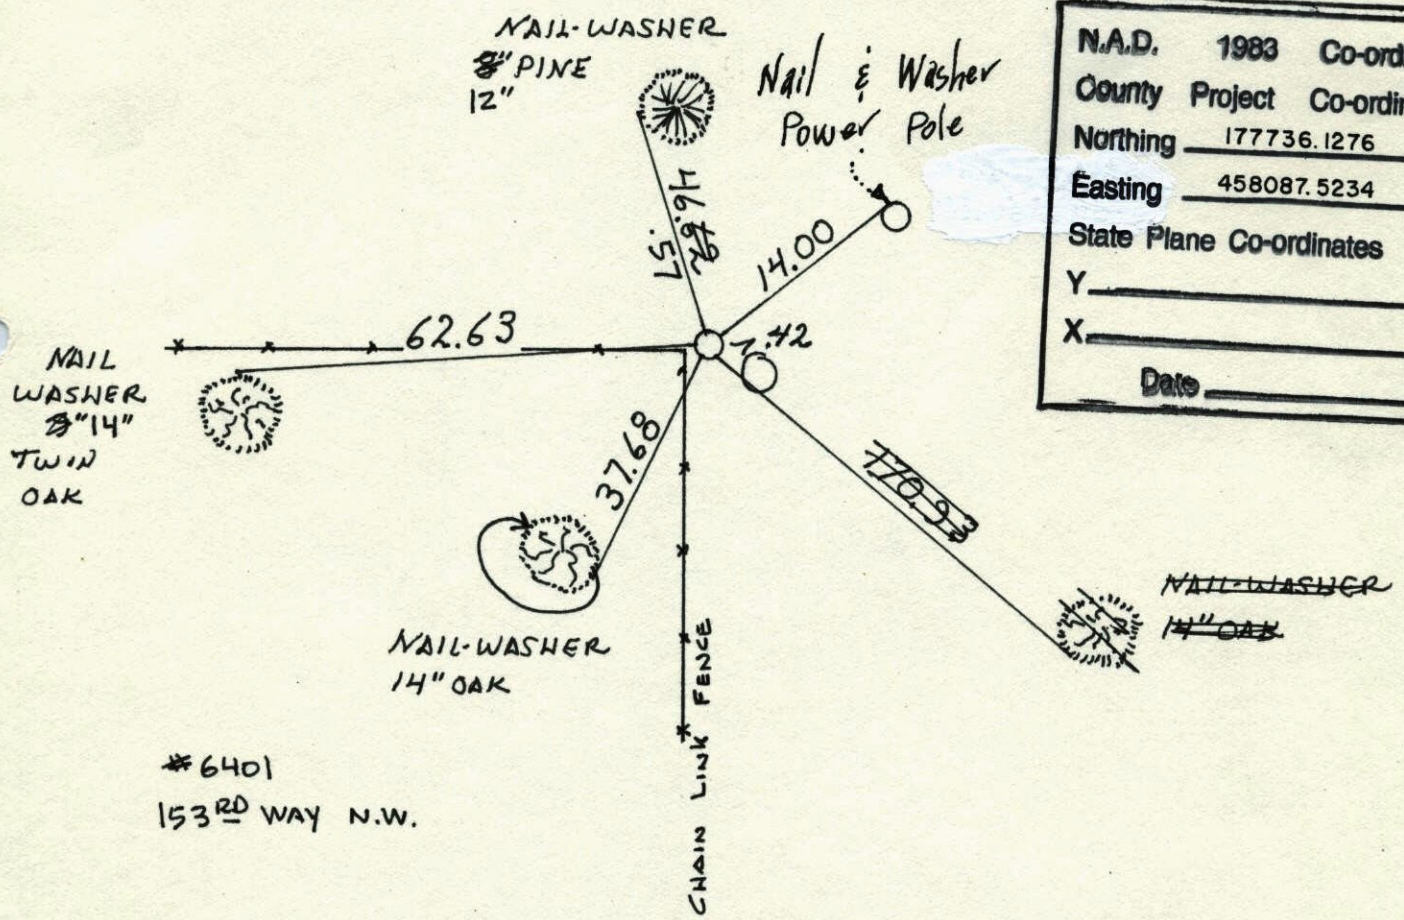 NAIL-WASHER
8" PINE
12"
Nail & Washer
Power Pole
N.A.D. 1983 Co-ord
County Project Co-ordin
Northing 177736.1276
Easting 458087.5234
State Plane Co-ordinates
Y
X
Date
46.82
.57
14.00
62.63
.42
NAIL
WASHER
8" 14"
TWIN
OAK
37.68
170.93
NAIL-WASHER
14" OAK
NAIL-WASHER
14" OAK
CHAIN LINK FENCE
#6401
153RD WAY N.W.